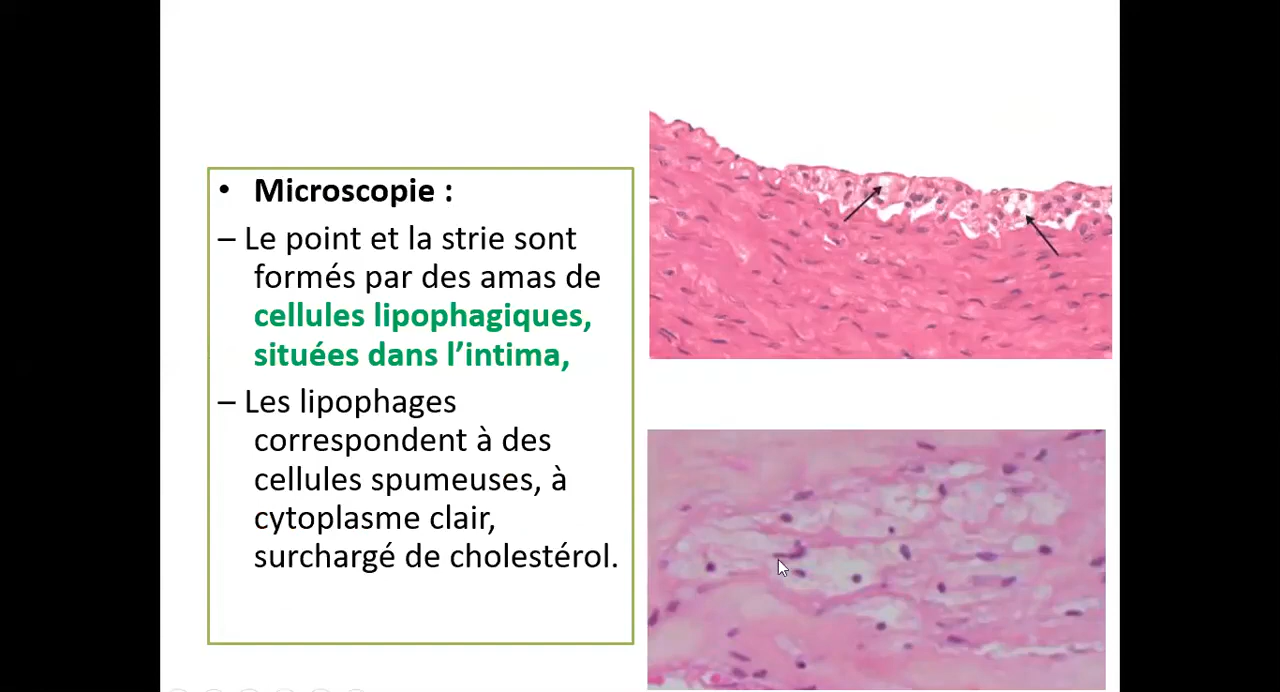 • Microscopie :
– Le point et la strie sont
formés par des amas de
cellules lipophagiques,
situées dans l’intima,
– Les lipophages
correspondent à des
cellules spumeuses, à
cytoplasme clair,
surchargé de cholestérol.